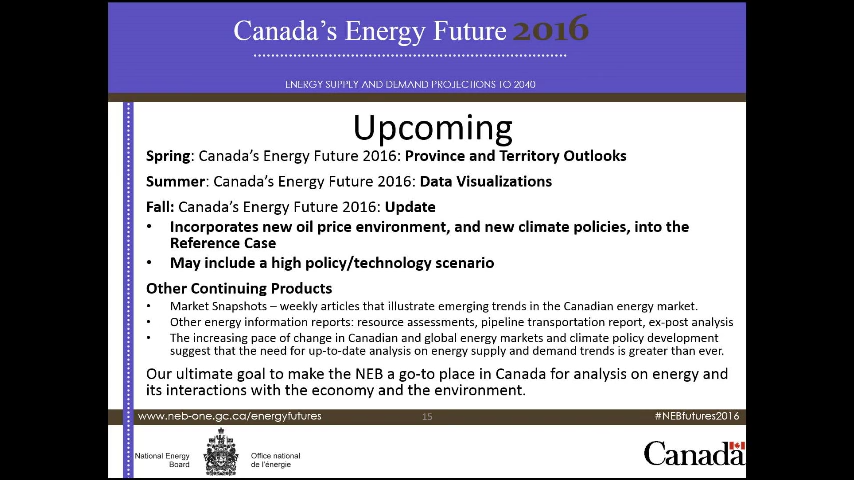 Canada's Energy Future 2016
ENERGY SUPPLY AND DEMAND PROJECTIONS TO 2040
Upcoming
Spring: Canada's Energy Future 2016: Province and Territory Outlooks
Summer: Canada's Energy Future 2016: Data Visualizations
Fall: Canada's Energy Future 2016: Update
• Incorporates new oil price environment, and new climate policies, into the
Reference Case
• May include a high policy/technology scenario
Other Continuing Products
• Market Snapshots – weekly articles that illustrate emerging trends in the Canadian energy market.
• Other energy information reports: resource assessments, pipeline transportation report, ex-post analysis
• The increasing pace of change in Canadian and global energy markets and climate policy development
suggest that the need for up-to-date analysis on energy supply and demand trends is greater than ever.
Our ultimate goal to make the NEB a go-to place in Canada for analysis on energy and
its interactions with the economy and the environment.
www.neb-one.gc.ca/energyfutures
15
#NEBfutures2016
National Energy
Board
Office national
de l'énergie
Canada